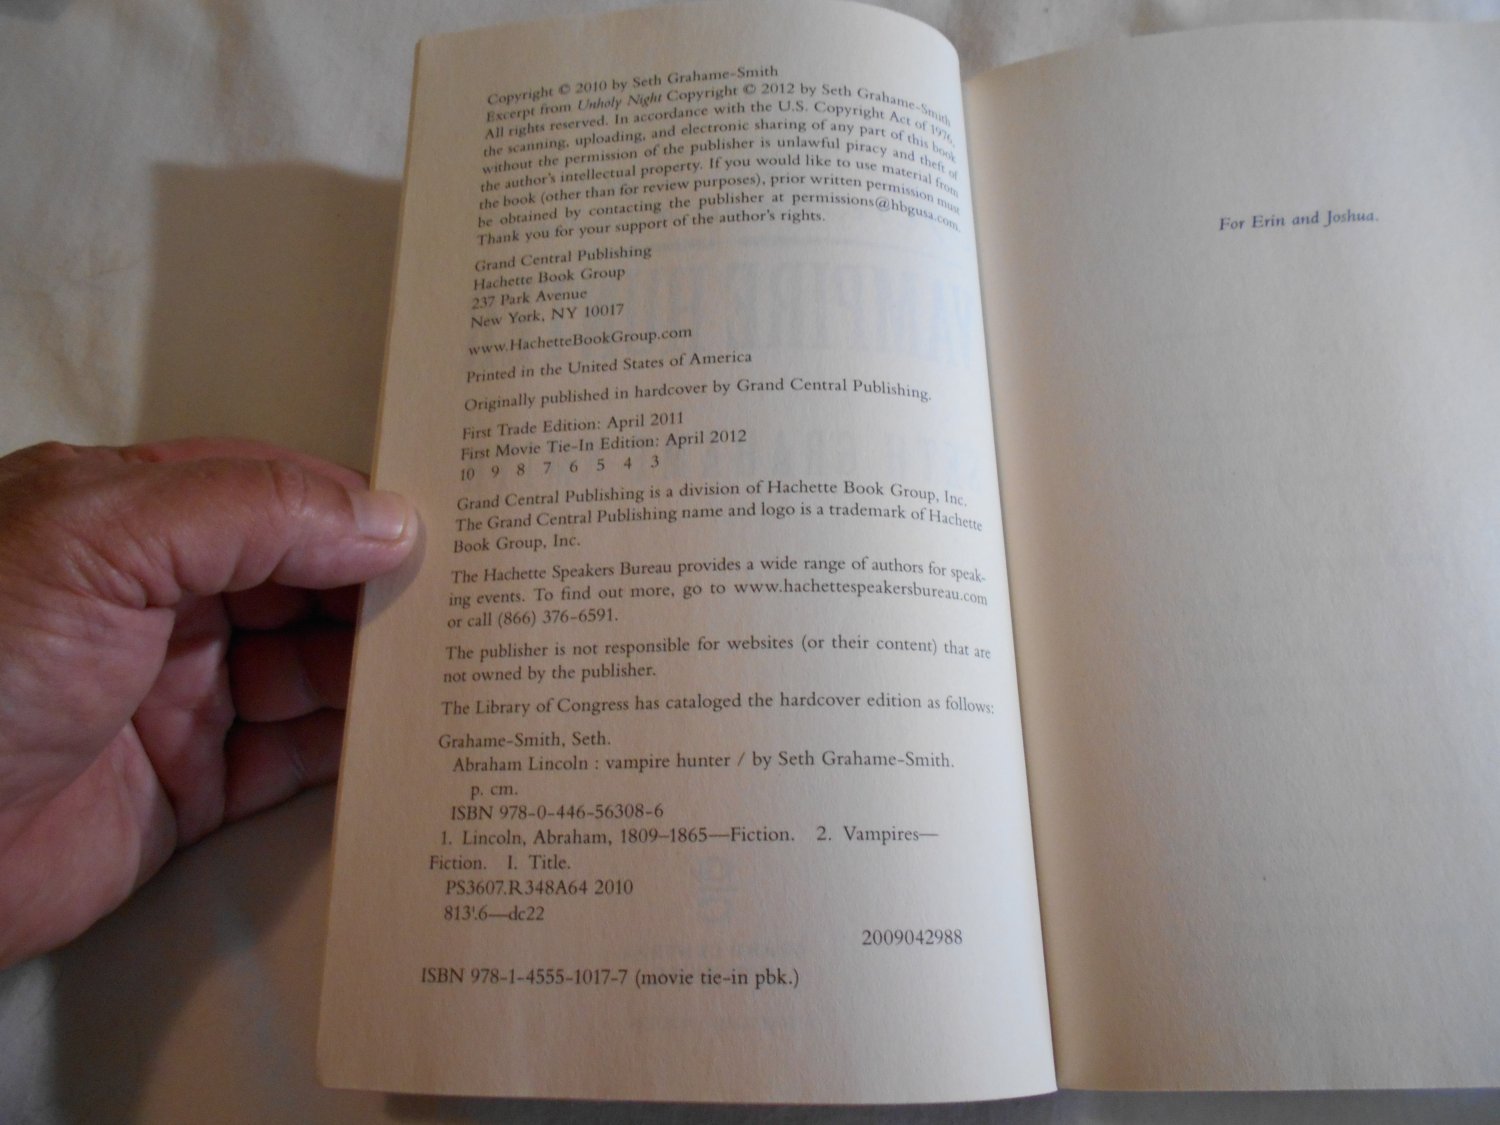 Copyright © 2010 by Seth Grahame-Smith
Excerpt from Unholy Night Copyright © 2012 by Seth Grahame-Smith
All rights reserved. In accordance with the U.S. Copyright Act of 1976,
the scanning, uploading, and electronic sharing of any part of this book
without the permission of the publisher is unlawful piracy and theft of
the author's intellectual property. If you would like to use material from
the book (other than for review purposes), prior written permission must
be obtained by contacting the publisher at permissions@hbgusa.com.
Thank you for your support of the author's rights.
Grand Central Publishing
Hachette Book Group
237 Park Avenue
New York, NY 10017
www.HachetteBookGroup.com
Printed in the United States of America
Originally published in hardcover by Grand Central Publishing.
First Trade Edition: April 2011
First Movie Tie-In Edition: April 2012
10 9 8 7 6 5 4 3
Grand Central Publishing is a division of Hachette Book Group, Inc.
The Grand Central Publishing name and logo is a trademark of Hachette
Book Group, Inc.
The Hachette Speakers Bureau provides a wide range of authors for speak-
ing events. To find out more, go to www.hachettespeakersbureau.com
or call (866) 376-6591.
The publisher is not responsible for websites (or their content) that are
not owned by the publisher.
The Library of Congress has cataloged the hardcover edition as follows:
Grahame-Smith, Seth.
Abraham Lincoln : vampire hunter / by Seth Grahame-Smith.
p. cm.
ISBN 978-0-446-56308-6
1. Lincoln, Abraham, 1809–1865—Fiction. 2. Vampires—
Fiction. I. Title.
PS3607.R348A64 2010
813'.6—dc22
2009042988
ISBN 978-1-4555-1017-7 (movie tie-in pbk.)
For Erin and Joshua.